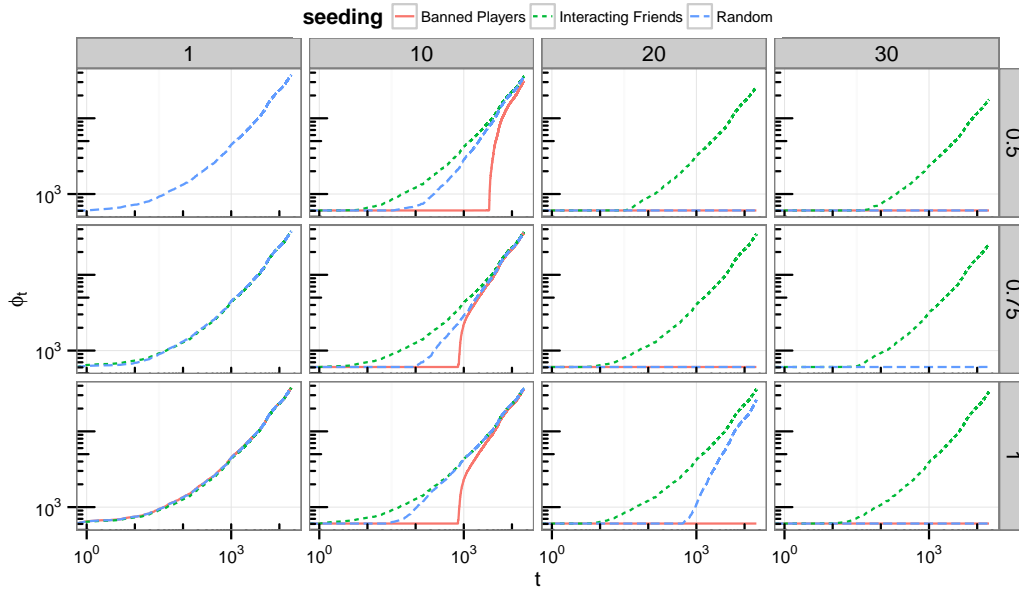 seeding Banned Players Interacting Friends Random
1 10 20 30
10³
0.5
10³
0.75
ϕt
10³
1
10⁰ 10³ 10⁰ 10³ 10⁰ 10³ 10⁰ 10³
t